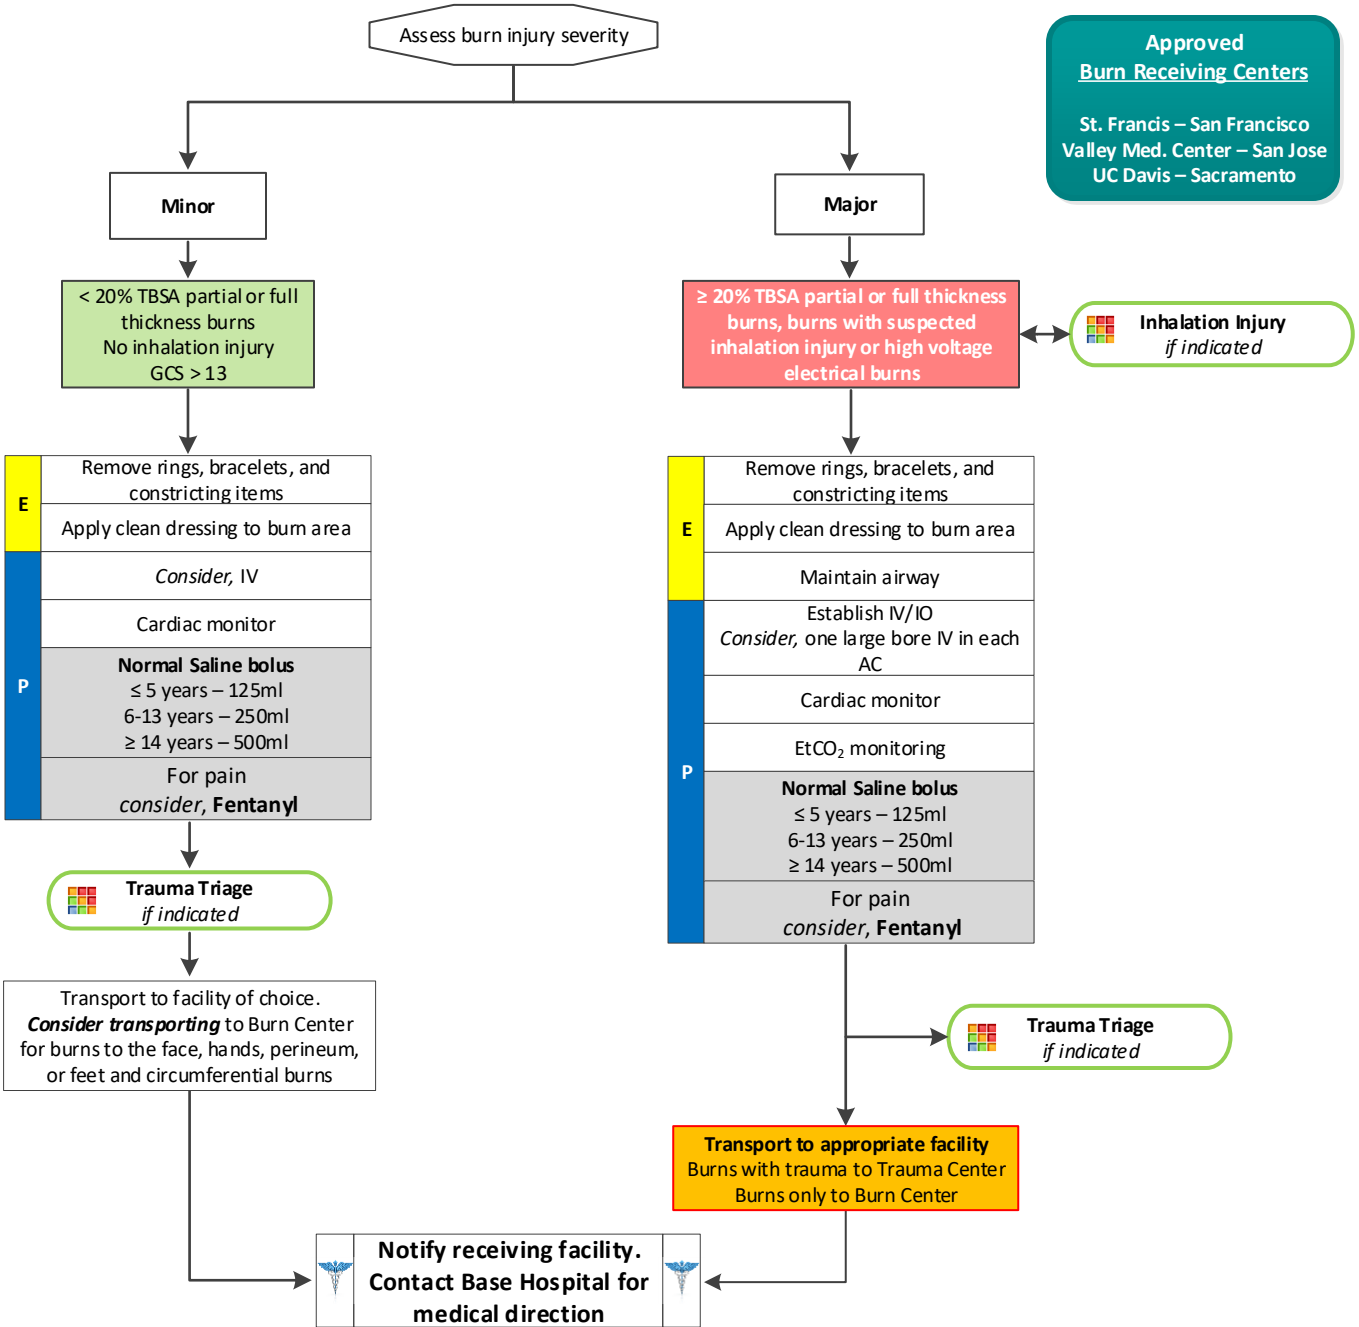 Assess burn injury severity
Approved
Burn Receiving Centers
St. Francis – San Francisco
Valley Med. Center – San Jose
UC Davis – Sacramento
Minor
Major
< 20% TBSA partial or full
thickness burns
No inhalation injury
GCS > 13
≥ 20% TBSA partial or full thickness
burns, burns with suspected
inhalation injury or high voltage
electrical burns
Inhalation Injury
if indicated
E
Remove rings, bracelets, and
constricting items
Apply clean dressing to burn area
P
Consider, IV
Cardiac monitor
Normal Saline bolus
≤ 5 years – 125ml
6-13 years – 250ml
≥ 14 years – 500ml
For pain
consider, Fentanyl
Trauma Triage
if indicated
Transport to facility of choice.
Consider transporting to Burn Center
for burns to the face, hands, perineum,
or feet and circumferential burns
E
Remove rings, bracelets, and
constricting items
Apply clean dressing to burn area
Maintain airway
P
Establish IV/IO
Consider, one large bore IV in each
AC
Cardiac monitor
EtCO₂ monitoring
Normal Saline bolus
≤ 5 years – 125ml
6-13 years – 250ml
≥ 14 years – 500ml
For pain
consider, Fentanyl
Trauma Triage
if indicated
Transport to appropriate facility
Burns with trauma to Trauma Center
Burns only to Burn Center
Notify receiving facility.
Contact Base Hospital for
medical direction